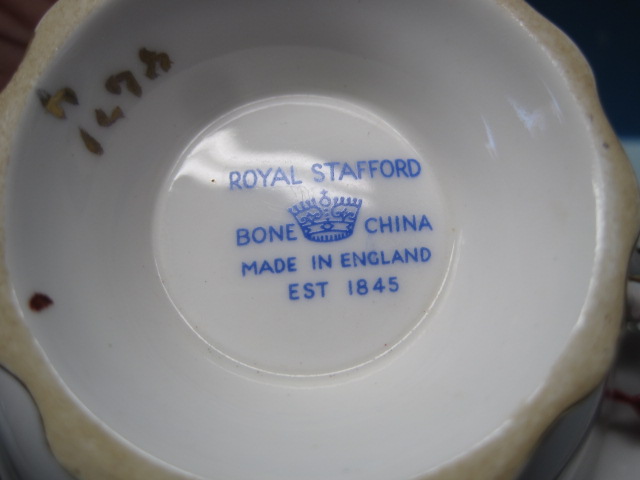 ROYAL STAFFORD
BONE CHINA
MADE IN ENGLAND
EST 1845